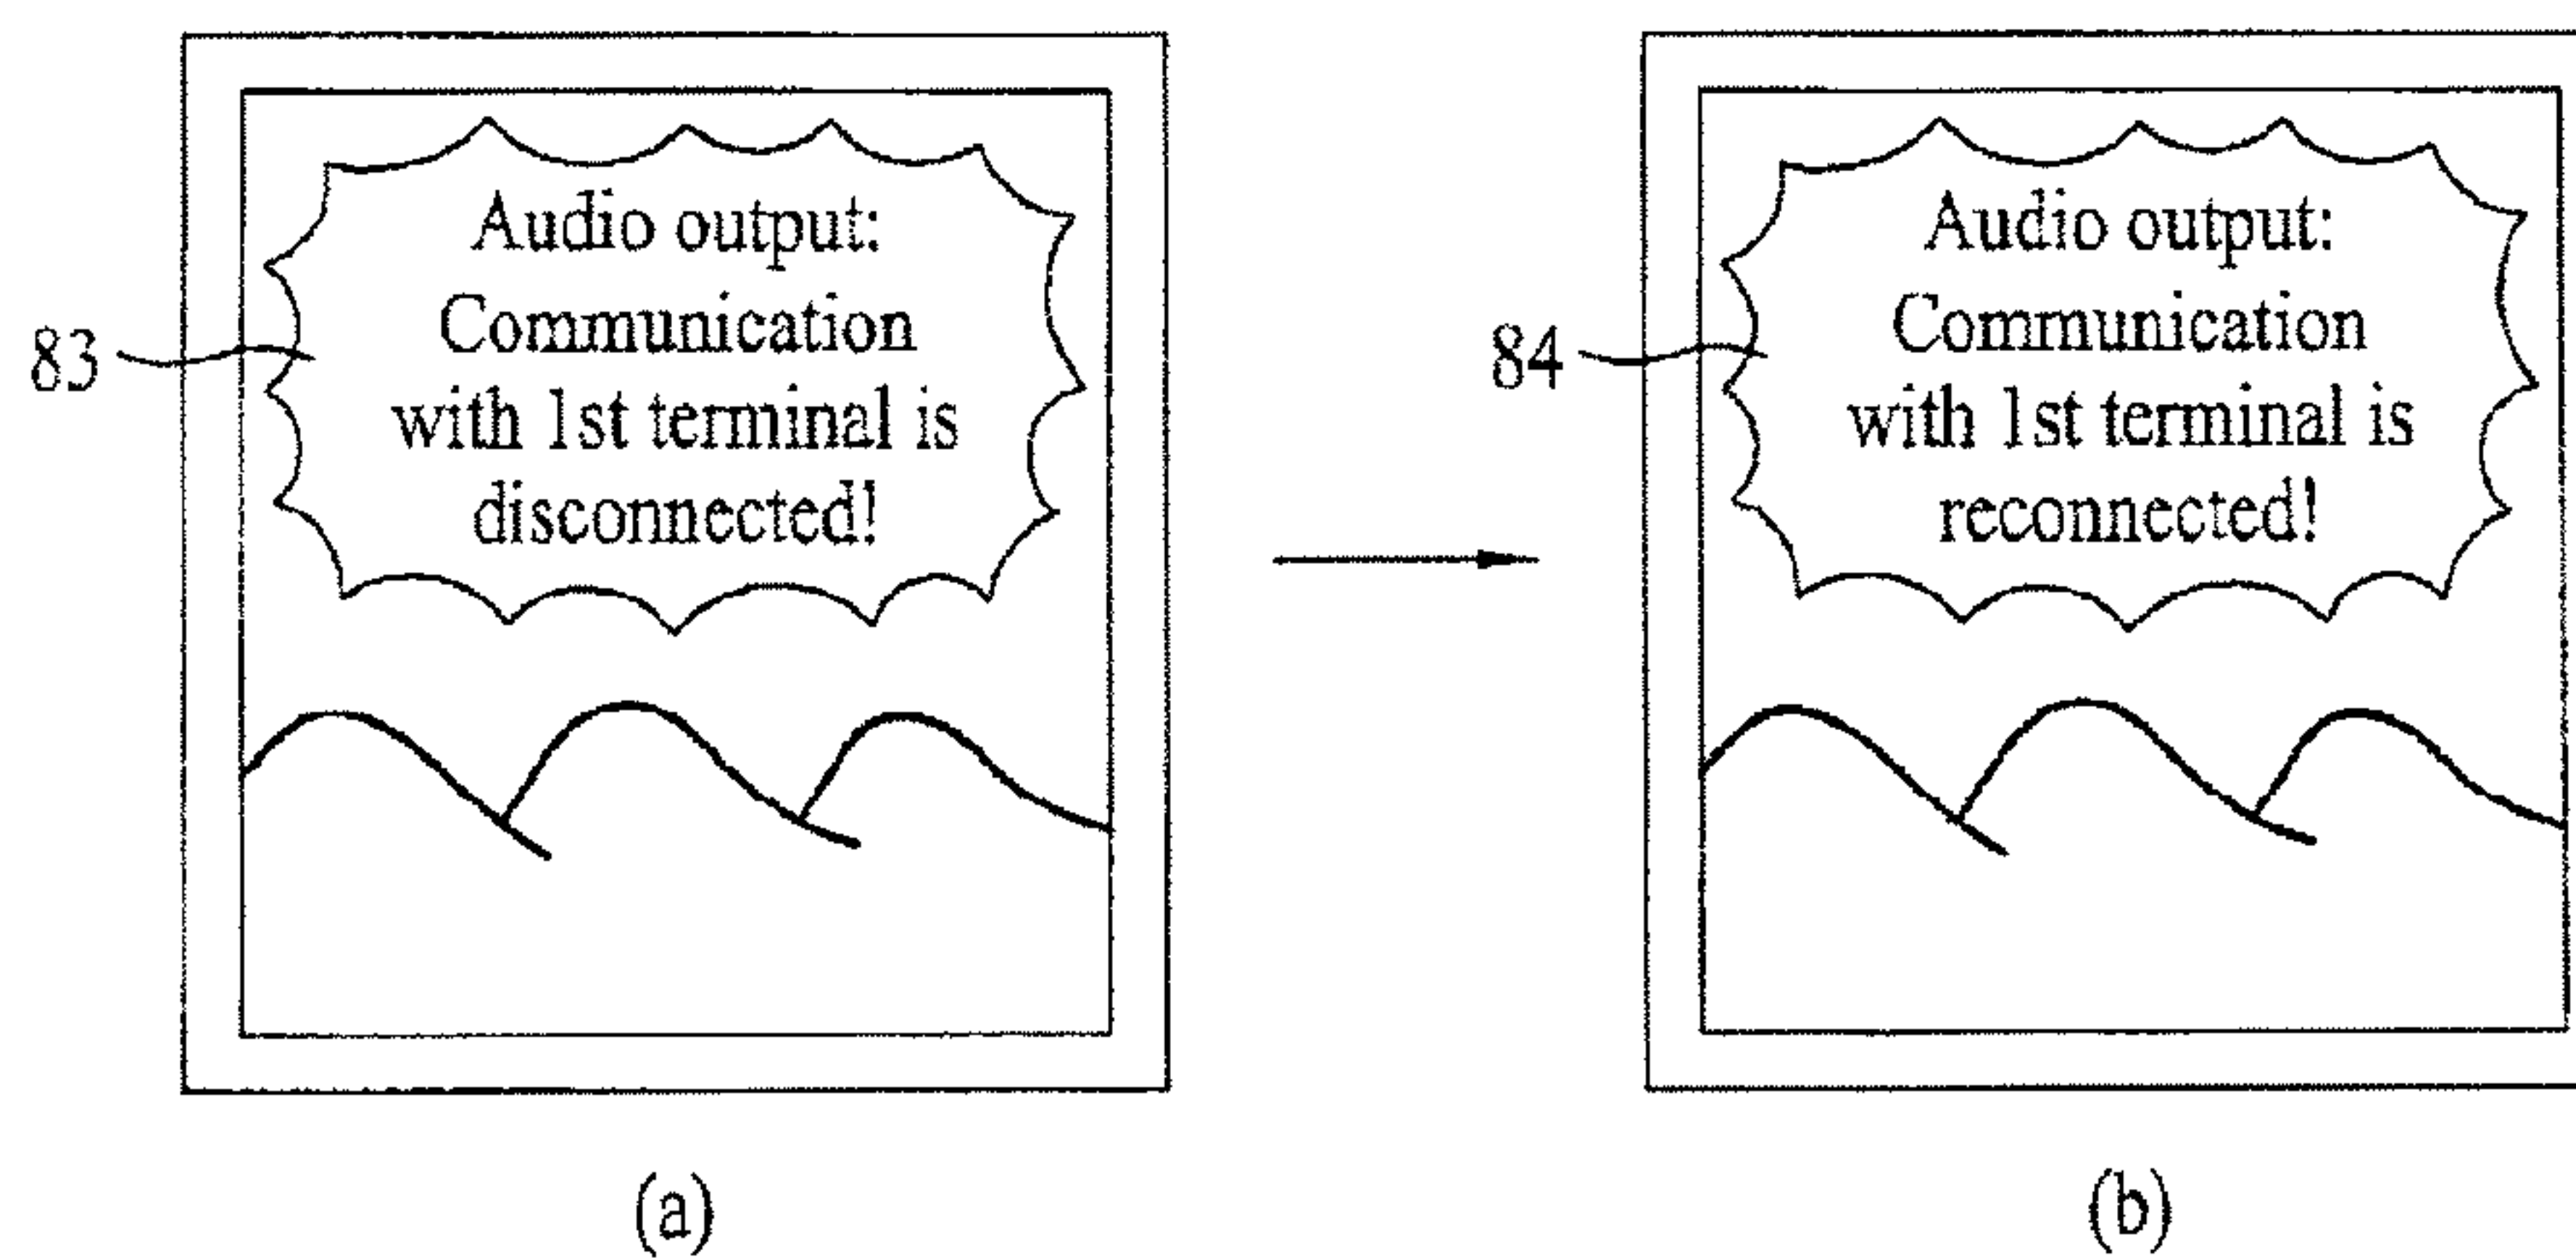 Audio output:
Communication
with 1st terminal is
disconnected!
83
(a)
Audio output:
Communication
with 1st terminal is
reconnected!
84
(b)